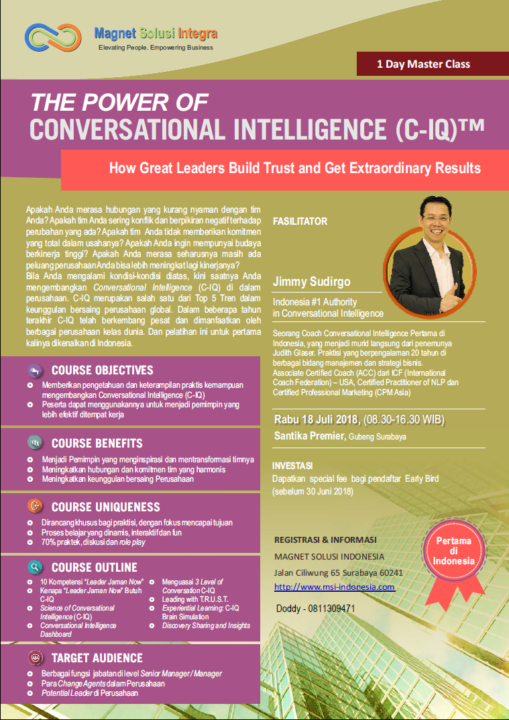 Magnet Solusi Integra
Elevating People. Empowering Business
1 Day Master Class
THE POWER OF
CONVERSATIONAL INTELLIGENCE (C-IQ)™
How Great Leaders Build Trust and Get Extraordinary Results
Apakah Anda merasa hubungan yang kurang nyaman dengan tim
Anda? Apakah tim Anda sering konflik dan berpikiran negatif terhadap
perubahan yang ada? Apakah tim Anda tidak memberikan komitmen
yang total dalam usahanya? Apakah Anda ingin mempunyai budaya
berkinerja tinggi? Apakah Anda merasa seharusnya masih ada
peluang perusahaan Anda bisa lebih meningkat lagi kinerjanya?
Bila Anda mengalami kondisi-kondisi diatas, kini saatnya Anda
mengembangkan Conversational Intelligence (C-IQ) di dalam
perusahaan. C-IQ merupakan salah satu dari Top 5 Tren dalam
keunggulan bersaing perusahaan global. Dalam beberapa tahun
terakhir C-IQ telah berkembang pesat dan dimanfaatkan oleh
berbagai perusahaan kelas dunia. Dan pelatihan ini untuk pertama
kalinya dikenalkan di Indonesia.
COURSE OBJECTIVES
Memberikan pengetahuan dan keterampilan praktis kemampuan
mengembangkan Conversational Intelligence (C-IQ)
Peserta dapat menggunakannya untuk menjadi pemimpin yang
lebih efektif ditempat kerja
COURSE BENEFITS
Menjadi Pemimpin yang menginspirasi dan mentransformasi timnya
Meningkatkan hubungan dan komitmen tim yang harmonis
Meningkatkan keunggulan bersaing Perusahaan
COURSE UNIQUENESS
Dirancang khusus bagi praktisi, dengan fokus mencapai tujuan
Proses belajar yang dinamis, interaktif dan fun
70% praktek, diskusi dan role play
COURSE OUTLINE
10 Kompetensi "Leader Jaman Now"
Kenapa "Leader Jaman Now" Butuh
C-IQ
Science of Conversational
Intelligence (C-IQ)
Conversational Intelligence
Dashboard
Menguasai 3 Level of
Conversation C-IQ
Leading with T.R.U.S.T.
Experiential Learning: C-IQ
Brain Simulation
Discovery Sharing and Insights
TARGET AUDIENCE
Berbagai fungsi jabatan di level Senior Manager / Manager
Para Change Agents dalam Perusahaan
Potential Leader di Perusahaan
FASILITATOR
Jimmy Sudirgo
Indonesia #1 Authority
in Conversational Intelligence
Seorang Coach Conversational Intelligence Pertama di
Indonesia, yang menjadi murid langsung dari penemunya
Judith Glaser. Praktisi yang berpengalaman 20 tahun di
berbagai bidang manajemen dan strategi bisnis.
Associate Certified Coach (ACC) dari ICF (International
Coach Federation) – USA, Certified Practitioner of NLP dan
Certified Professional Marketing (CPM Asia)
Rabu 18 Juli 2018, (08.30-16.30 WIB)
Santika Premier, Gubeng Surabaya
INVESTASI
Dapatkan special fee bagi pendaftar Early Bird
(sebelum 30 Juni 2018)
REGISTRASI & INFORMASI
MAGNET SOLUSI INDONESIA
Jalan Ciliwung 65 Surabaya 60241
http://www.msi-indonesia.com
Doddy - 0811309471
Pertama
di
Indonesia